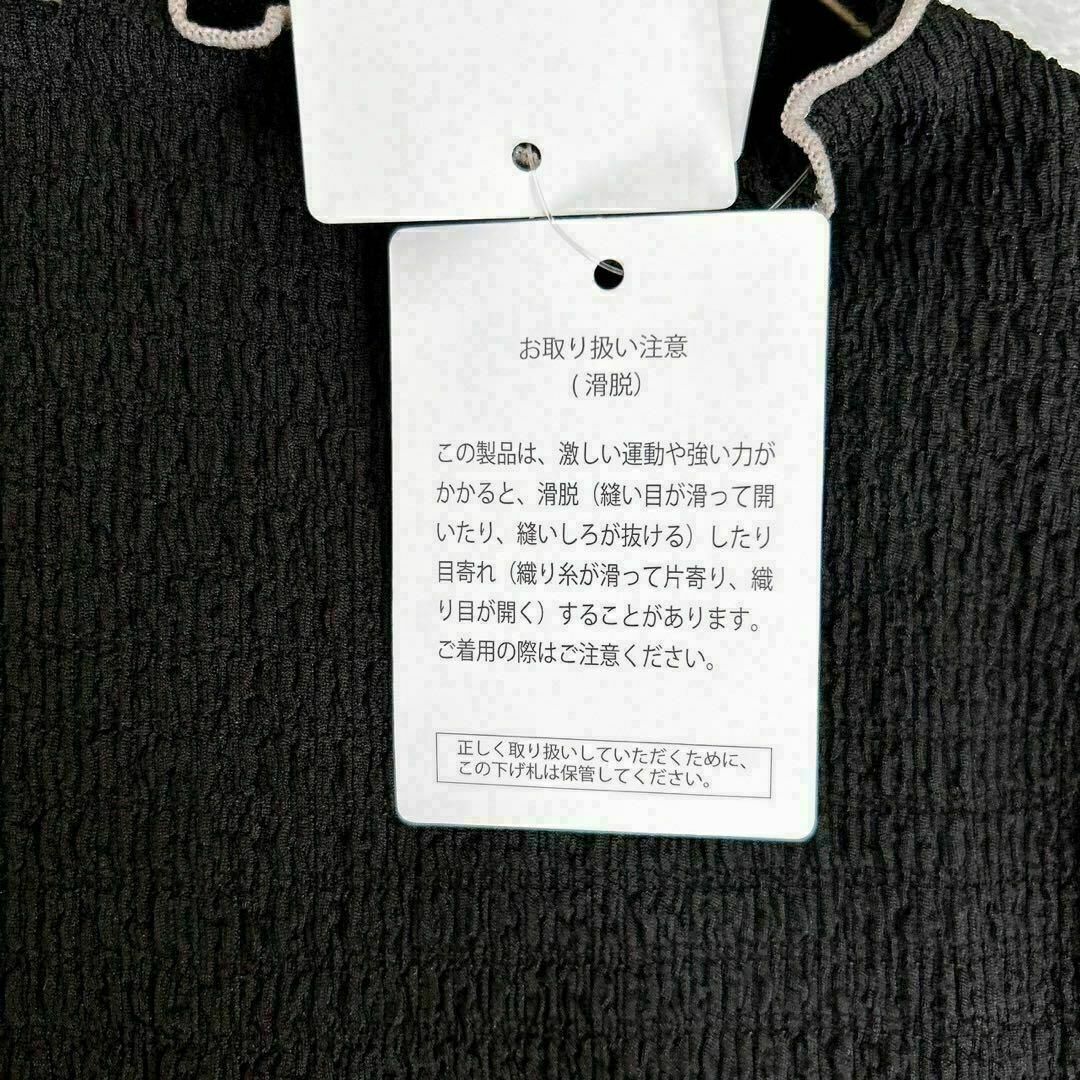 お取り扱い注意
(滑脱)
この製品は、激しい運動や強い力が
かかると、滑脱（縫い目が滑って開
いたり、縫いしろが抜ける）したり
目寄れ（織り糸が滑って片寄り、織
り目が開く）することがあります。
ご着用の際はご注意ください。
正しく取り扱いしていただくために、
この下げ札は保管してください。